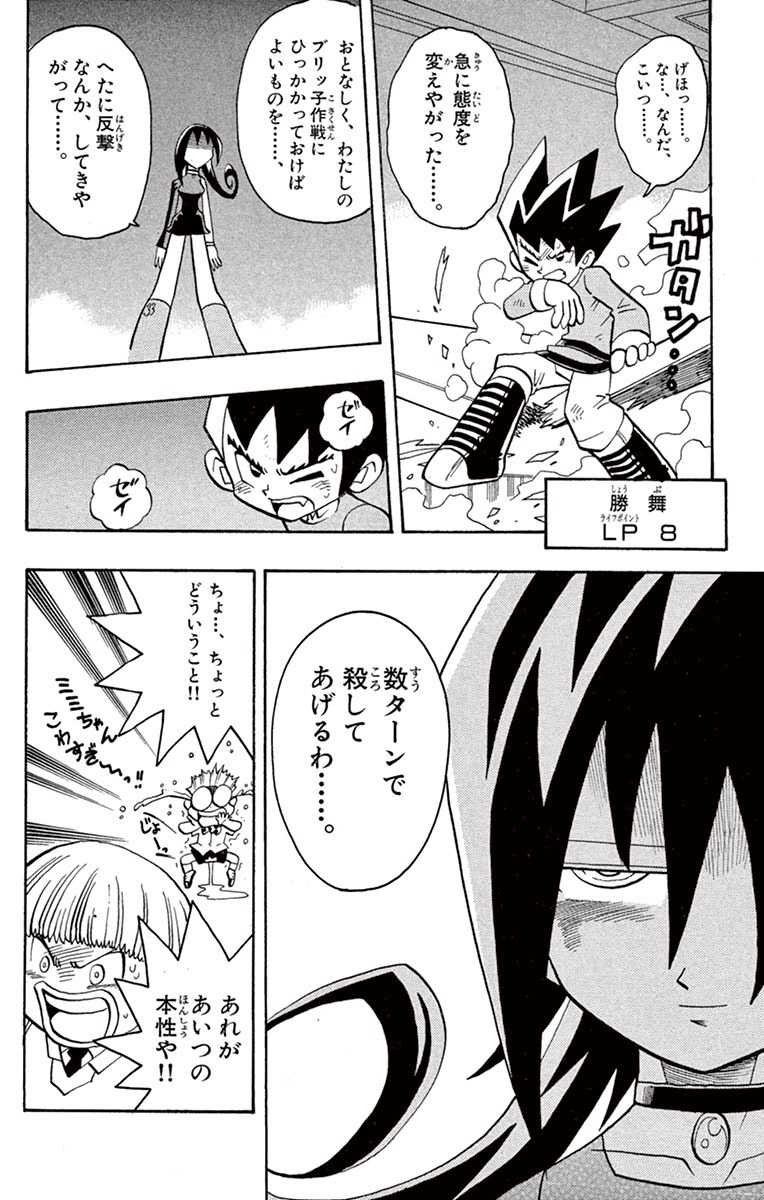 げほっ……。
な…、なんだ、
こいつ……。
急に態度を
変えやがった……。
ガタン…
勝舞
LP 8
おとなしく、わたしの
ブリッ子作戦に
ひっかかっておけば
よいものを……、
へたに反撃
なんか、してきや
がって……。
ゼイ
ゼイ
数ターンで
殺して
あげるわ……。
ちょ…、ちょっと
どういうこと!!
ミミちゃん
こわすぎ〜〜っ!!
じょ〜っ
あれが
あいつの
本性や!!